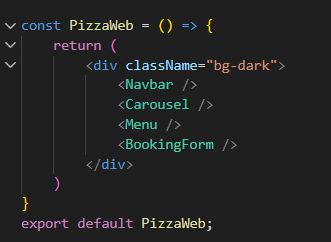 const PizzaWeb = () => {
    return (
        <div className="bg-dark">
            <Navbar />
            <Carousel />
            <Menu />
            <BookingForm />
        </div>
    )
}
export default PizzaWeb;